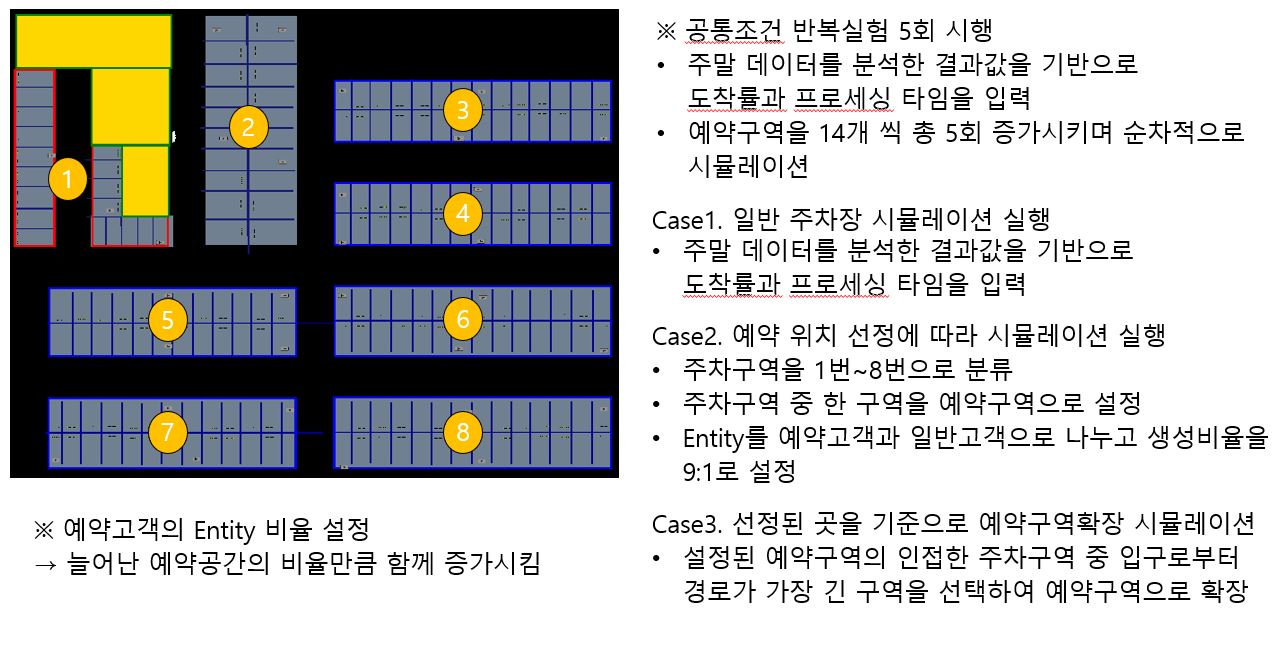 1
2
3
4
5
6
7
8
※ 예약고객의 Entity 비율 설정
→ 늘어난 예약공간의 비율만큼 함께 증가시킴
※ 공통조건 반복실험 5회 시행
• 주말 데이터를 분석한 결과값을 기반으로
도착률과 프로세싱 타임을 입력
• 예약구역을 14개 씩 총 5회 증가시키며 순차적으로
시뮬레이션
Case1. 일반 주차장 시뮬레이션 실행
• 주말 데이터를 분석한 결과값을 기반으로
도착률과 프로세싱 타임을 입력
Case2. 예약 위치 선정에 따라 시뮬레이션 실행
• 주차구역을 1번~8번으로 분류
• 주차구역 중 한 구역을 예약구역으로 설정
• Entity를 예약고객과 일반고객으로 나누고 생성비율을
9:1로 설정
Case3. 선정된 곳을 기준으로 예약구역확장 시뮬레이션
• 설정된 예약구역의 인접한 주차구역 중 입구로부터
경로가 가장 긴 구역을 선택하여 예약구역으로 확장